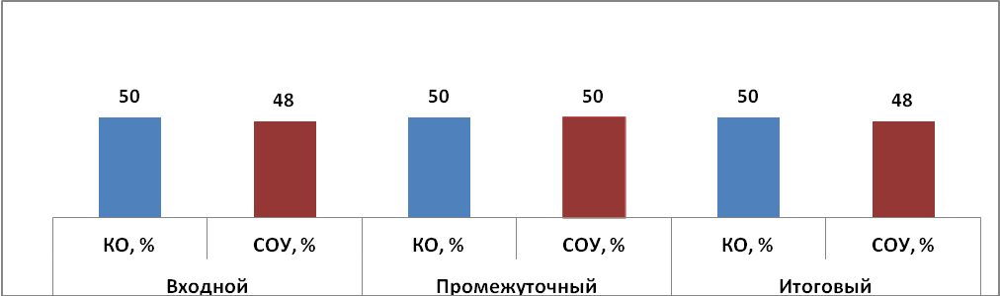 50 48 50 50 50 48
КО, % СОУ, % КО, % СОУ, % КО, % СОУ, %
Входной Промежуточный Итоговый